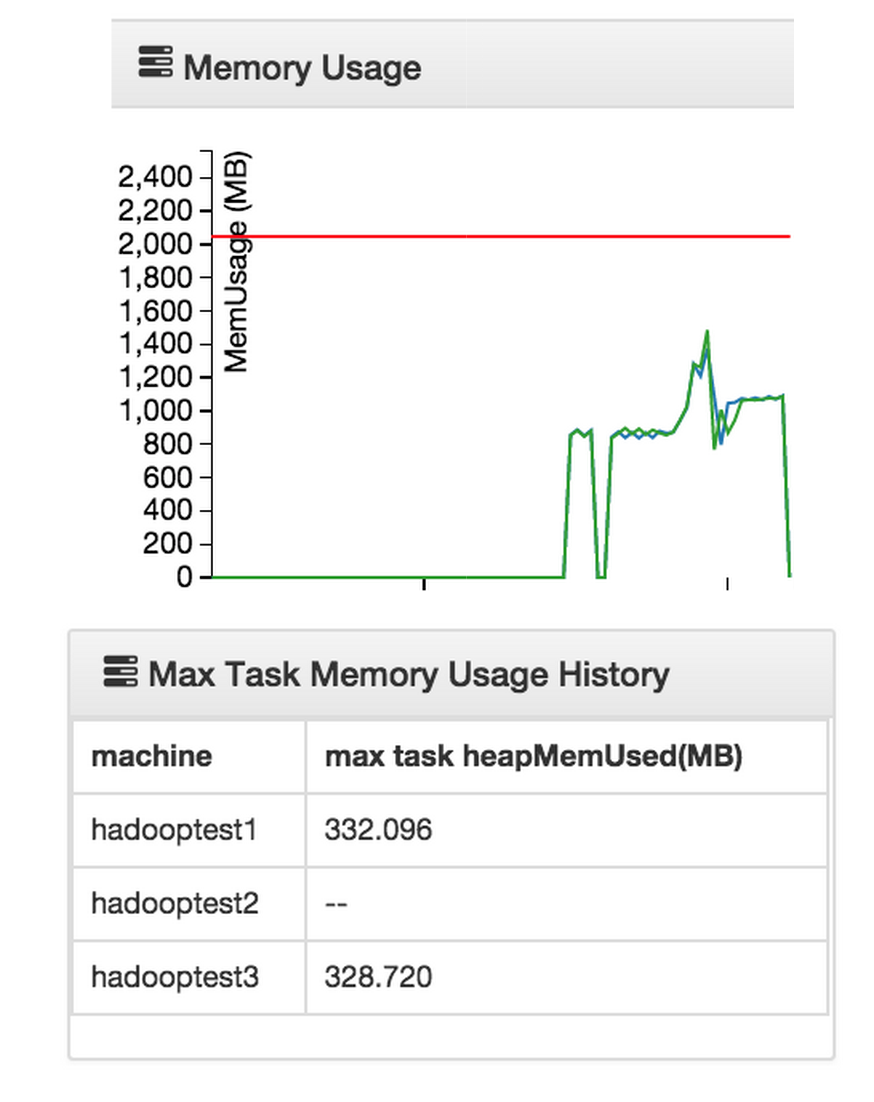 Memory Usage
MemUsage (MB)
2,400
2,200
2,000
1,800
1,600
1,400
1,200
1,000
800
600
400
200
0
Max Task Memory Usage History
machine max task heapMemUsed(MB)
hadooptest1 332.096
hadooptest2 --
hadooptest3 328.720